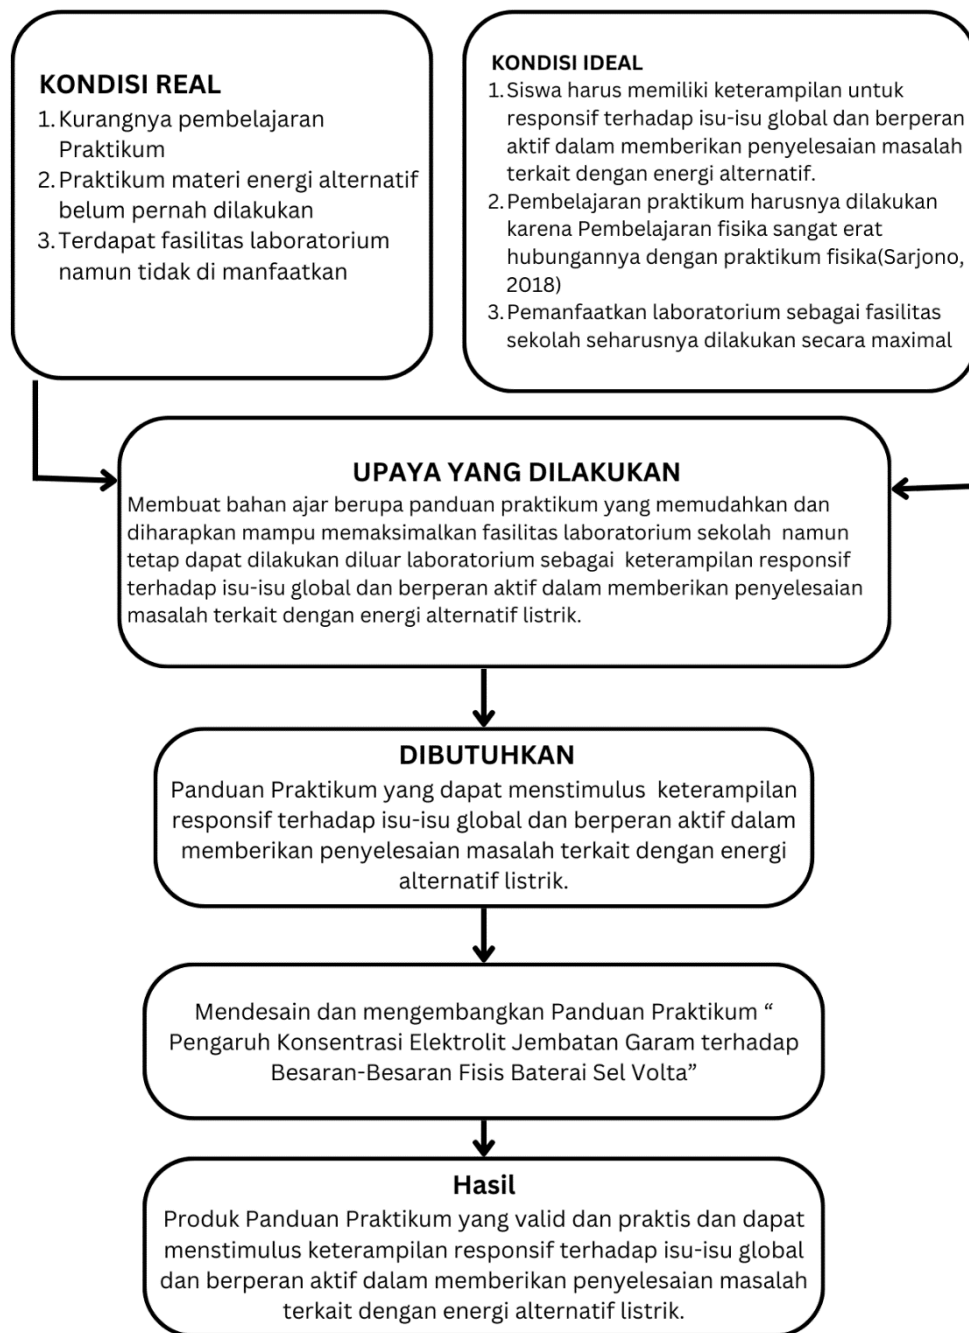 KONDISI REAL
1. Kurangnya pembelajaran
Praktikum
2. Praktikum materi energi alternatif
belum pernah dilakukan
3. Terdapat fasilitas laboratorium
namun tidak di manfaatkan
KONDISI IDEAL
1. Siswa harus memiliki keterampilan untuk
responsif terhadap isu-isu global dan berperan
aktif dalam memberikan penyelesaian masalah
terkait dengan energi alternatif.
2. Pembelajaran praktikum harusnya dilakukan
karena Pembelajaran fisika sangat erat
hubungannya dengan praktikum fisika(Sarjono,
2018)
3. Pemanfaatkan laboratorium sebagai fasilitas
sekolah seharusnya dilakukan secara maximal
UPAYA YANG DILAKUKAN
Membuat bahan ajar berupa panduan praktikum yang memudahkan dan
diharapkan mampu memaksimalkan fasilitas laboratorium sekolah namun
tetap dapat dilakukan diluar laboratorium sebagai keterampilan responsif
terhadap isu-isu global dan berperan aktif dalam memberikan penyelesaian
masalah terkait dengan energi alternatif listrik.
DIBUTUHKAN
Panduan Praktikum yang dapat menstimulus keterampilan
responsif terhadap isu-isu global dan berperan aktif dalam
memberikan penyelesaian masalah terkait dengan energi
alternatif listrik.
Mendesain dan mengembangkan Panduan Praktikum “
Pengaruh Konsentrasi Elektrolit Jembatan Garam terhadap
Besaran-Besaran Fisis Baterai Sel Volta”
Hasil
Produk Panduan Praktikum yang valid dan praktis dan dapat
menstimulus keterampilan responsif terhadap isu-isu global
dan berperan aktif dalam memberikan penyelesaian masalah
terkait dengan energi alternatif listrik.